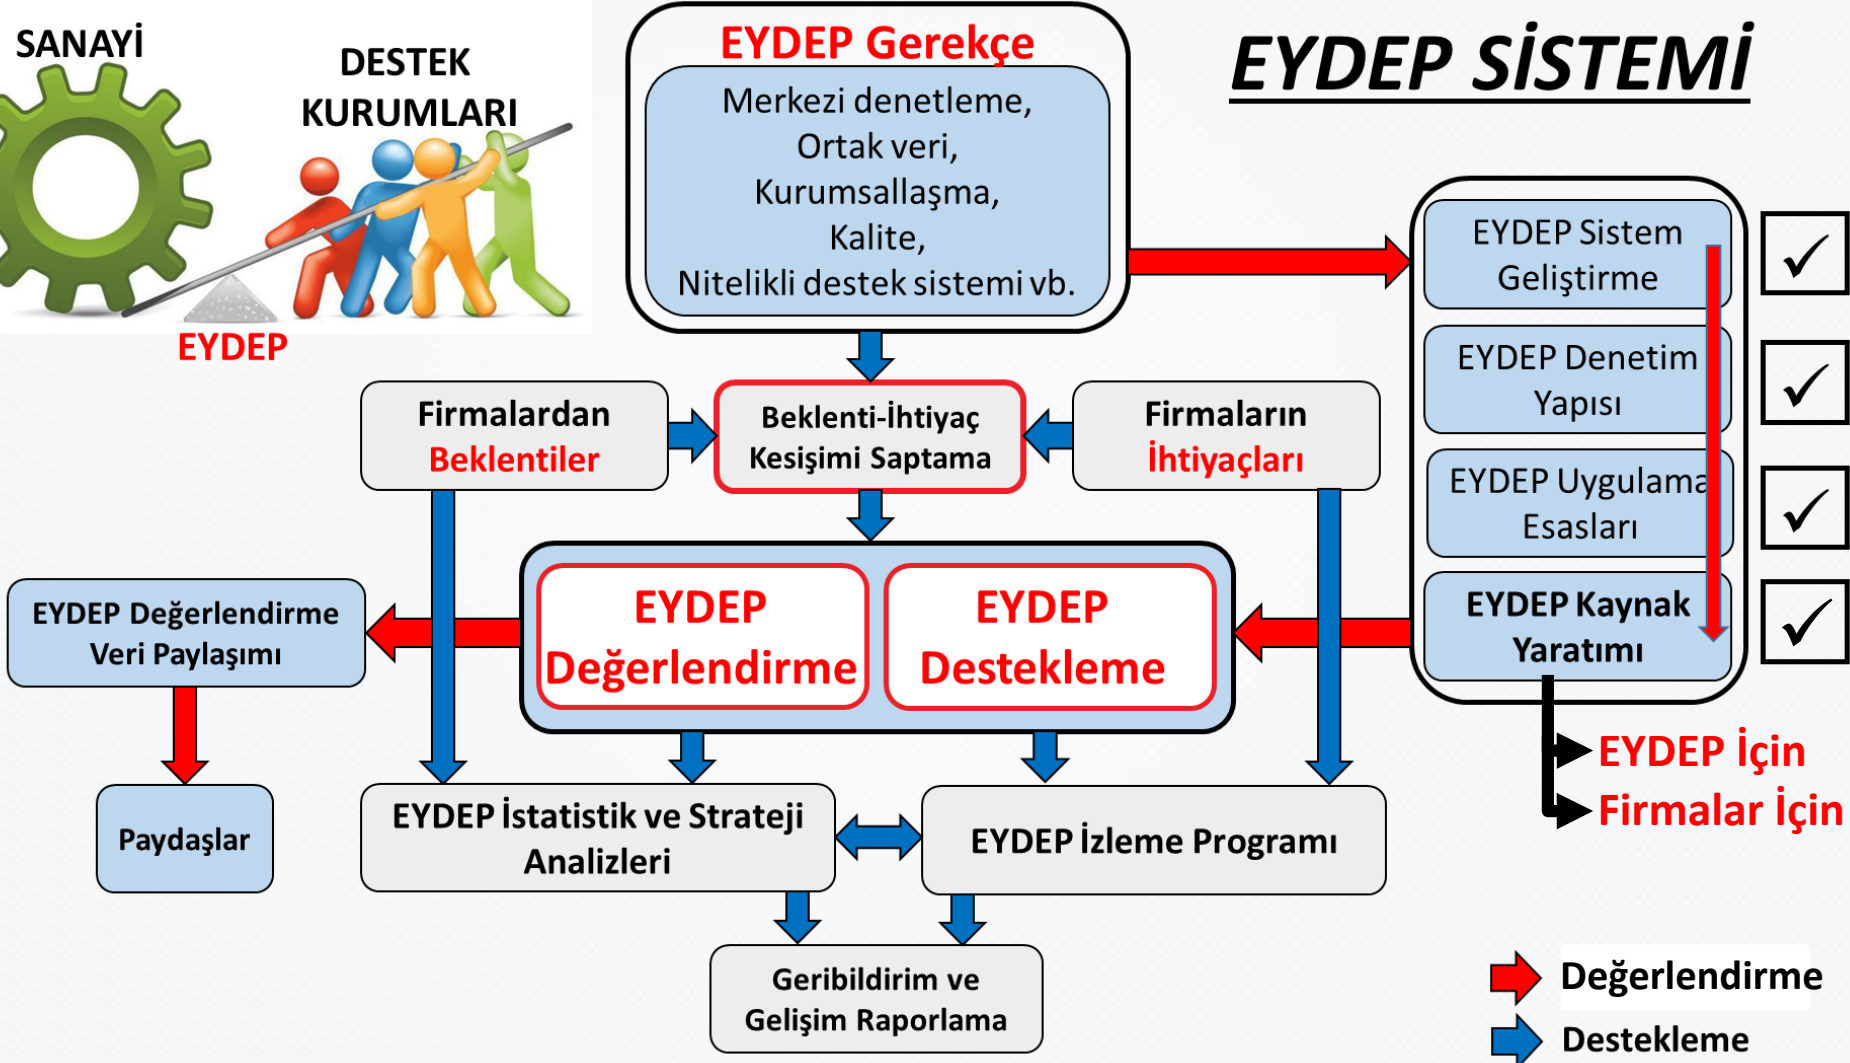 SANAYİ
DESTEK
KURUMLARI
EYDEP
EYDEP Gerekçe
Merkezi denetleme,
Ortak veri,
Kurumsallaşma,
Kalite,
Nitelikli destek sistemi vb.
EYDEP SİSTEMİ
EYDEP Sistem
Geliştirme
EYDEP Denetim
Yapısı
EYDEP Uygulama
Esasları
EYDEP Kaynak
Yaratımı
EYDEP İçin
Firmalar İçin
Firmalardan
Beklentiler
Beklenti-İhtiyaç
Kesişimi Saptama
Firmaların
İhtiyaçları
EYDEP
Değerlendirme
EYDEP
Destekleme
EYDEP Değerlendirme
Veri Paylaşımı
Paydaşlar
EYDEP İstatistik ve Strateji
Analizleri
EYDEP İzleme Programı
Geribildirim ve
Gelişim Raporlama
Değerlendirme
Destekleme